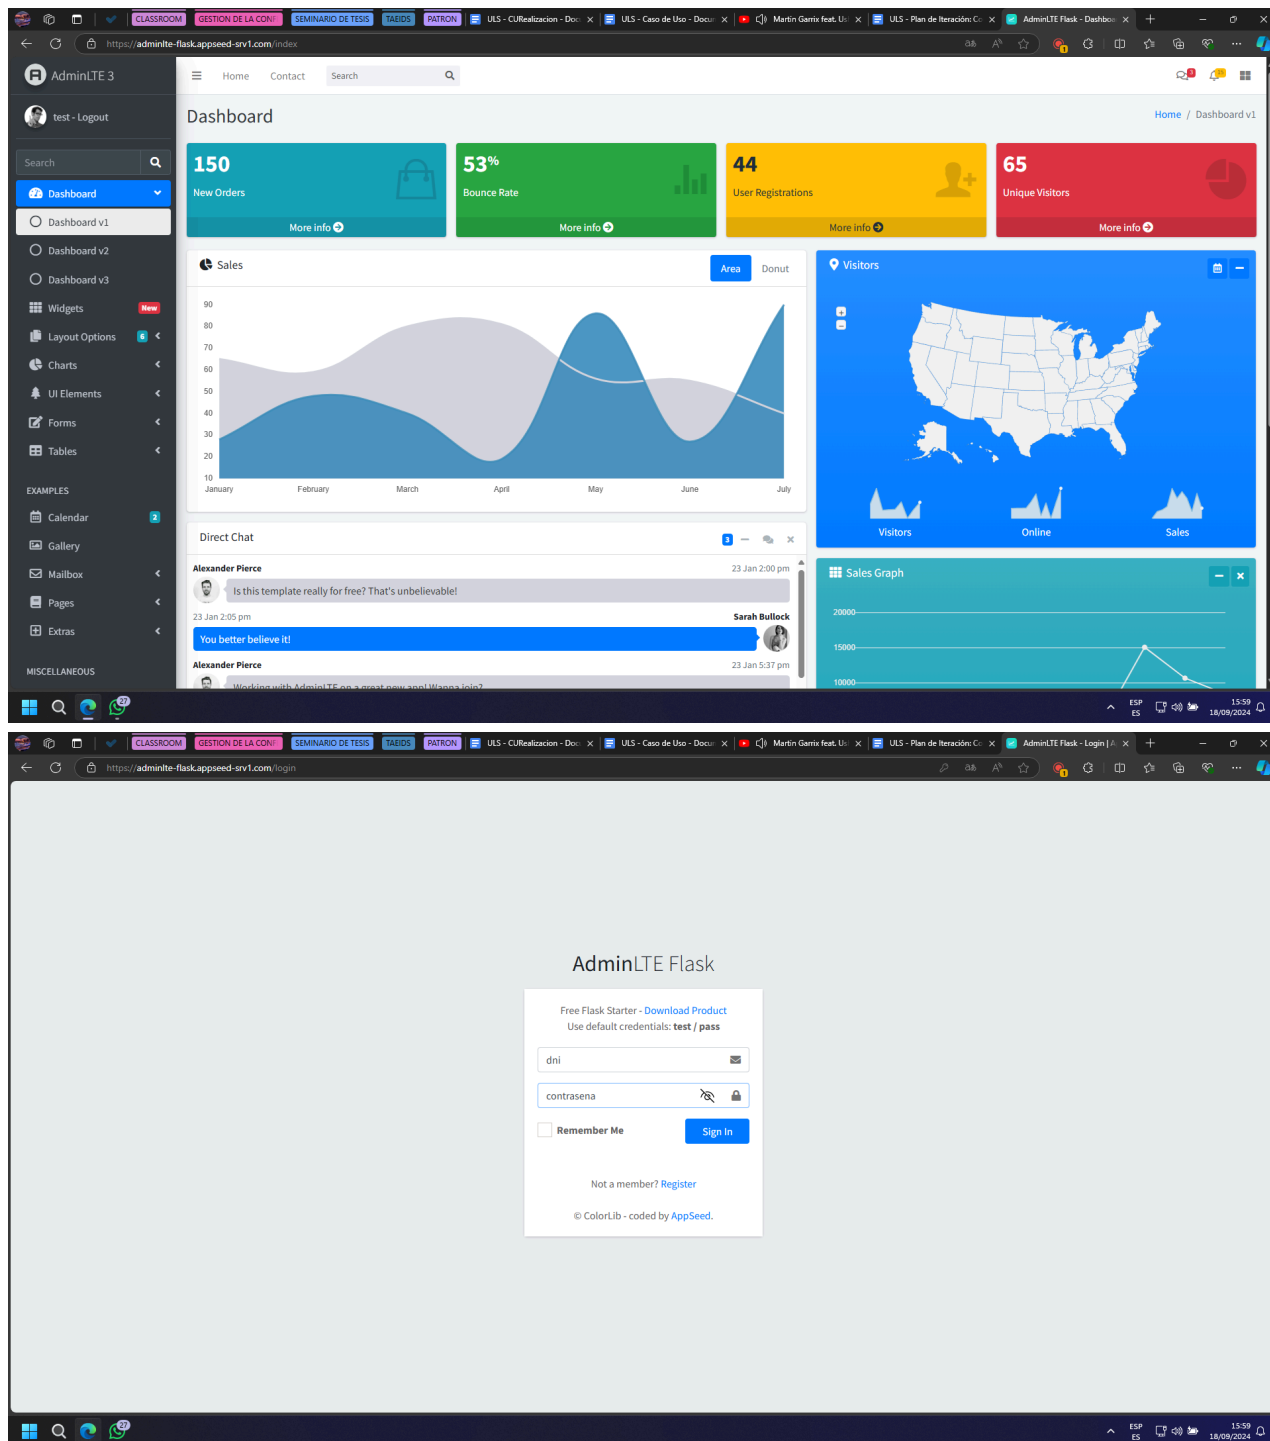 CLASSROOM GESTION DE LA CONF SEMINARIO DE TESIS TAEIDS PATRON ULS - CURealizacion - Doc ULS - Caso de Uso - Docu Martin Garrix feat. Us ULS - Plan de Iteración: Co AdminLTE Flask - Dashbo
https://adminlte-flask.appseed-srv1.com/index
AdminLTE 3 Home Contact Search 3
test - Logout
Dashboard Home / Dashboard v1
Search
Dashboard
Dashboard v1
Dashboard v2
Dashboard v3
Widgets New
Layout Options 6
Charts
UI Elements
Forms
Tables
EXAMPLES
Calendar 2
Gallery
Mailbox
Pages
Extras
MISCELLANEOUS
150 53% 44 65
New Orders Bounce Rate User Registrations Unique Visitors
More info More info More info More info
Sales Area Donut
90
80
70
60
50
40
30
20
10
January February March April May June July
Visitors
+
−
Visitors Online Sales
Direct Chat 3
Alexander Pierce 23 Jan 2:00 pm
Is this template really for free? That's unbelievable!
23 Jan 2:05 pm Sarah Bullock
You better believe it!
Alexander Pierce 23 Jan 5:37 pm
Working with AdminLTE on a great new app! Wanna join?
Sales Graph
20000
15000
10000
27 ESP ES 15:59 18/09/2024
CLASSROOM GESTION DE LA CONF SEMINARIO DE TESIS TAEIDS PATRON ULS - CURealizacion - Doc ULS - Caso de Uso - Docu Martin Garrix feat. Us ULS - Plan de Iteración: Co AdminLTE Flask - Login | A
https://adminlte-flask.appseed-srv1.com/login
AdminLTE Flask
Free Flask Starter - Download Product
Use default credentials: test / pass
dni
contrasena
Remember Me Sign In
Not a member? Register
© ColorLib - coded by AppSeed.
27 ESP ES 15:59 18/09/2024